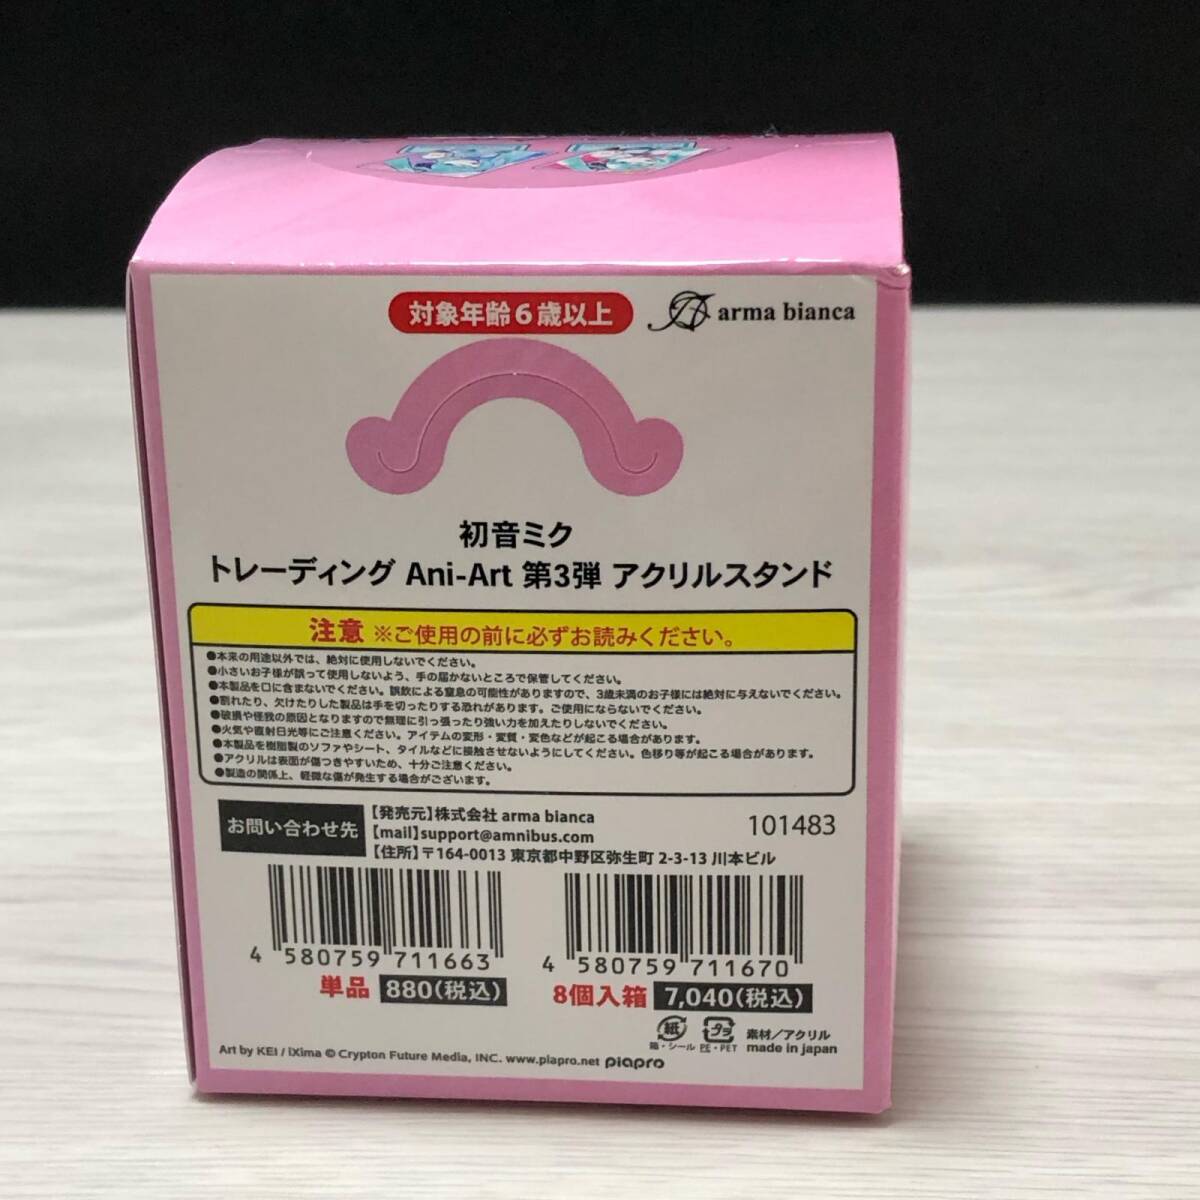 対象年齢6歳以上
arma bianca
初音ミク
トレーディング Ani-Art 第3弾 アクリルスタンド
注意 ※ご使用の前に必ずお読みください。
●本来の用途以外では、絶対に使用しないでください。
●小さいお子様が誤って使用しないよう、手の届かないところで保管してください。
●本製品を口に含まないでください。誤飲による窒息の可能性がありますので、3歳未満のお子様には絶対に与えないでください。
●割れたり、欠けたりした製品は手を切ったりする恐れがあります。ご使用にならないでください。
●破損や怪我の原因となりますので無理に引っ張ったり強い力を加えたりしないでください。
●火気や直射日光等にご注意ください。アイテムの変形・変質・変色などが起こる場合があります。
●本製品を樹脂製のソファやシート、タイルなどに接触させないようにしてください。色移り等が起こる場合があります。
●アクリルは表面が傷つきやすいため、十分ご注意ください。
●製造の関係上、軽微な傷が発生する場合がございます。
お問い合わせ先
【発売元】株式会社 arma bianca
【mail】support@amnibus.com
【住所】〒164-0013 東京都中野区弥生町 2-3-13 川本ビル
101483
4 580759 711663
単品 880(税込)
4 580759 711670
8個入箱 7,040(税込)
紙
箱・シール
プラ
PE・PET
素材/アクリル
made in japan
Art by KEI / iXima © Crypton Future Media, INC. www.piapro.net piapro